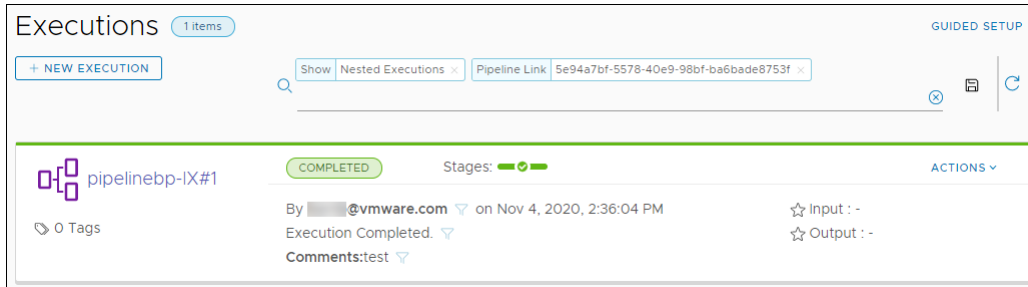 Executions 1 items
GUIDED SETUP
+ NEW EXECUTION
Show Nested Executions × Pipeline Link 5e94a7bf-5578-40e9-98bf-ba6bade8753f ×
pipelinebp-IX#1
0 Tags
COMPLETED Stages:
ACTIONS
By @vmware.com on Nov 4, 2020, 2:36:04 PM
Execution Completed.
Comments:test
Input : -
Output : -